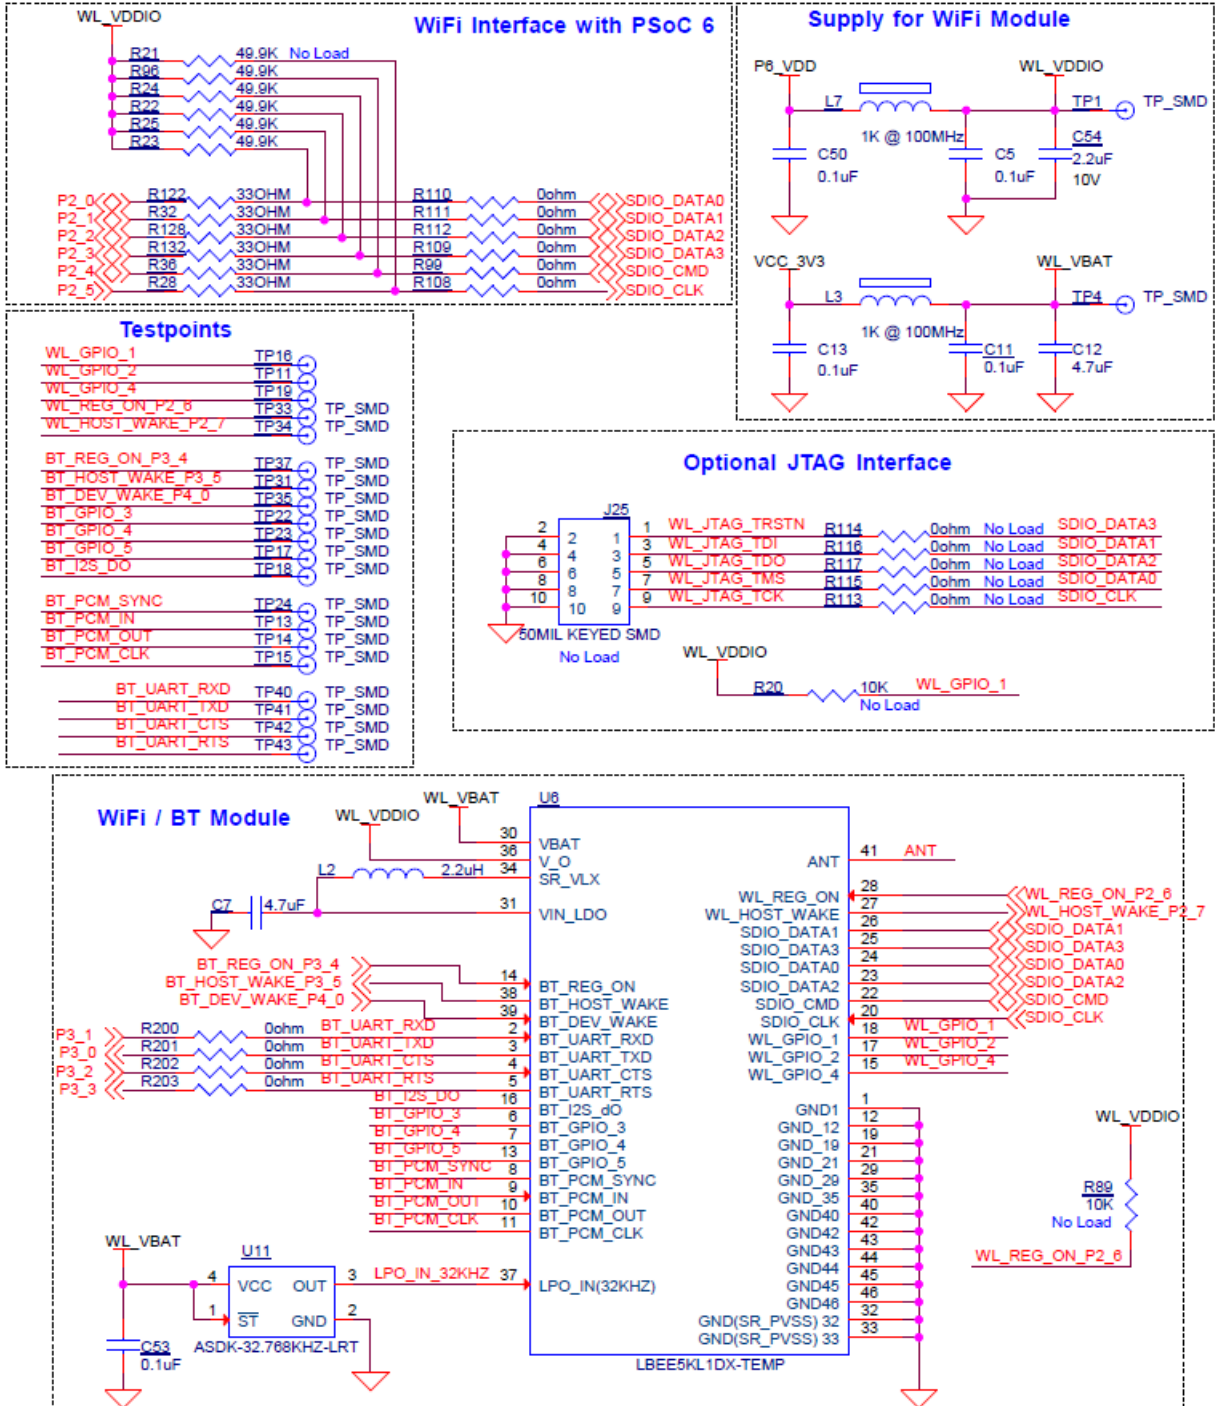 WiFi Interface with PSoC 6
WL_VDDIO
R21 49.9K No Load
R96 49.9K
R24 49.9K
R22 49.9K
R25 49.9K
R23 49.9K
P2_0 R122 33OHM R110 0ohm SDIO_DATA0
P2_1 R32 33OHM R111 0ohm SDIO_DATA1
P2_2 R128 33OHM R112 0ohm SDIO_DATA2
P2_3 R132 33OHM R109 0ohm SDIO_DATA3
P2_4 R36 33OHM R99 0ohm SDIO_CMD
P2_5 R28 33OHM R108 0ohm SDIO_CLK
Supply for WiFi Module
P6_VDD WL_VDDIO
L7 TP1 TP_SMD
1K @ 100MHz
C50 C5 C54
0.1uF 0.1uF 2.2uF
10V
VCC_3V3 WL_VBAT
L3 TP4 TP_SMD
1K @ 100MHz
C13 C11 C12
0.1uF 0.1uF 4.7uF
Testpoints
WL_GPIO_1 TP16
WL_GPIO_2 TP11
WL_GPIO_4 TP19
WL_REG_ON_P2_6 TP33 TP_SMD
WL_HOST_WAKE_P2_7 TP34 TP_SMD
BT_REG_ON_P3_4 TP37 TP_SMD
BT_HOST_WAKE_P3_5 TP31 TP_SMD
BT_DEV_WAKE_P4_0 TP35 TP_SMD
BT_GPIO_3 TP22 TP_SMD
BT_GPIO_4 TP23 TP_SMD
BT_GPIO_5 TP17 TP_SMD
BT_I2S_DO TP18 TP_SMD
BT_PCM_SYNC TP24 TP_SMD
BT_PCM_IN TP13 TP_SMD
BT_PCM_OUT TP14 TP_SMD
BT_PCM_CLK TP15 TP_SMD
BT_UART_RXD TP40 TP_SMD
BT_UART_TXD TP41 TP_SMD
BT_UART_CTS TP42 TP_SMD
BT_UART_RTS TP43 TP_SMD
Optional JTAG Interface
J25
2 2 1 1 WL_JTAG_TRSTN R114 0ohm No Load SDIO_DATA3
4 4 3 3 WL_JTAG_TDI R116 0ohm No Load SDIO_DATA1
6 6 5 5 WL_JTAG_TDO R117 0ohm No Load SDIO_DATA2
8 8 7 7 WL_JTAG_TMS R115 0ohm No Load SDIO_DATA0
10 10 9 9 WL_JTAG_TCK R113 0ohm No Load SDIO_CLK
50MIL KEYED SMD
No Load
WL_VDDIO
R20 10K WL_GPIO_1
No Load
WiFi / BT Module
WL_VBAT
WL_VDDIO
U6
30 VBAT
36 V_O
L2 2.2uH 34 SR_VLX
C7 4.7uF 31 VIN_LDO
BT_REG_ON_P3_4 14 BT_REG_ON
BT_HOST_WAKE_P3_5 38 BT_HOST_WAKE
BT_DEV_WAKE_P4_0 39 BT_DEV_WAKE
P3_1 R200 0ohm BT_UART_RXD 2 BT_UART_RXD
P3_0 R201 0ohm BT_UART_TXD 3 BT_UART_TXD
P3_2 R202 0ohm BT_UART_CTS 4 BT_UART_CTS
P3_3 R203 0ohm BT_UART_RTS 5 BT_UART_RTS
BT_I2S_DO 16 BT_I2S_dO
BT_GPIO_3 6 BT_GPIO_3
BT_GPIO_4 7 BT_GPIO_4
BT_GPIO_5 13 BT_GPIO_5
BT_PCM_SYNC 8 BT_PCM_SYNC
BT_PCM_IN 9 BT_PCM_IN
BT_PCM_OUT 10 BT_PCM_OUT
BT_PCM_CLK 11 BT_PCM_CLK
LPO_IN_32KHZ 37 LPO_IN(32KHZ)
ANT 41 ANT
WL_REG_ON 28 WL_REG_ON_P2_6
WL_HOST_WAKE 27 WL_HOST_WAKE_P2_7
SDIO_DATA1 26 SDIO_DATA1
SDIO_DATA3 25 SDIO_DATA3
SDIO_DATA0 24 SDIO_DATA0
SDIO_DATA2 23 SDIO_DATA2
SDIO_CMD 22 SDIO_CMD
SDIO_CLK 20 SDIO_CLK
WL_GPIO_1 18 WL_GPIO_1
WL_GPIO_2 17 WL_GPIO_2
WL_GPIO_4 15 WL_GPIO_4
GND1 1
GND_12 12
GND_19 19
GND_21 21
GND_29 29
GND_35 35
GND40 40
GND42 42
GND43 43
GND44 44
GND45 45
GND46 46
GND(SR_PVSS) 32 32
GND(SR_PVSS) 33 33
LBEE5KL1DX-TEMP
WL_VBAT
U11
4 VCC OUT 3
1 ST GND 2
ASDK-32.768KHZ-LRT
C53
0.1uF
WL_VDDIO
R89
10K
No Load
WL_REG_ON_P2_6